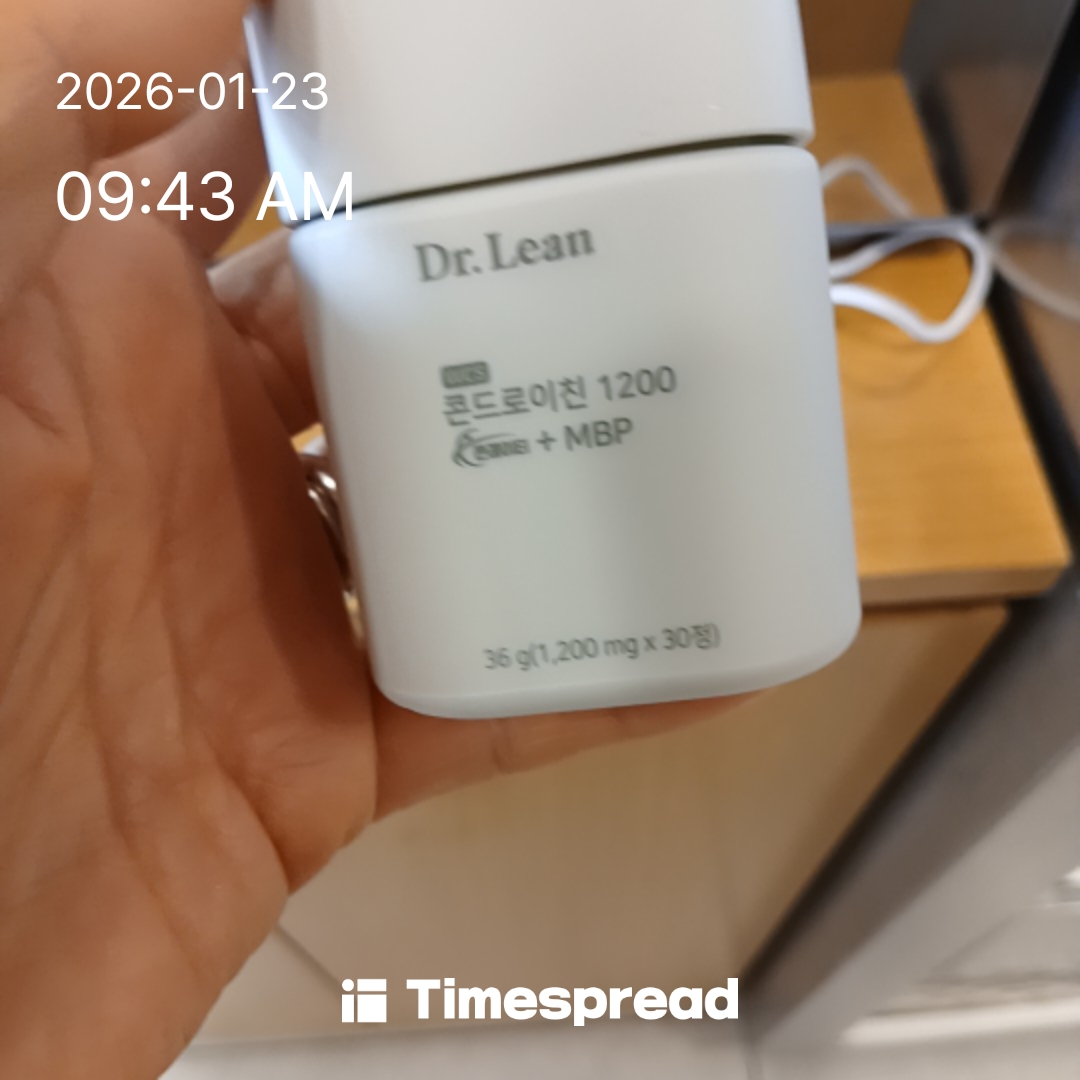 2026-01-23
09:43 AM
Dr. Lean
콘드로이친 1200
+ MBP
36 g(1,200 mg x 30정)
Timespread